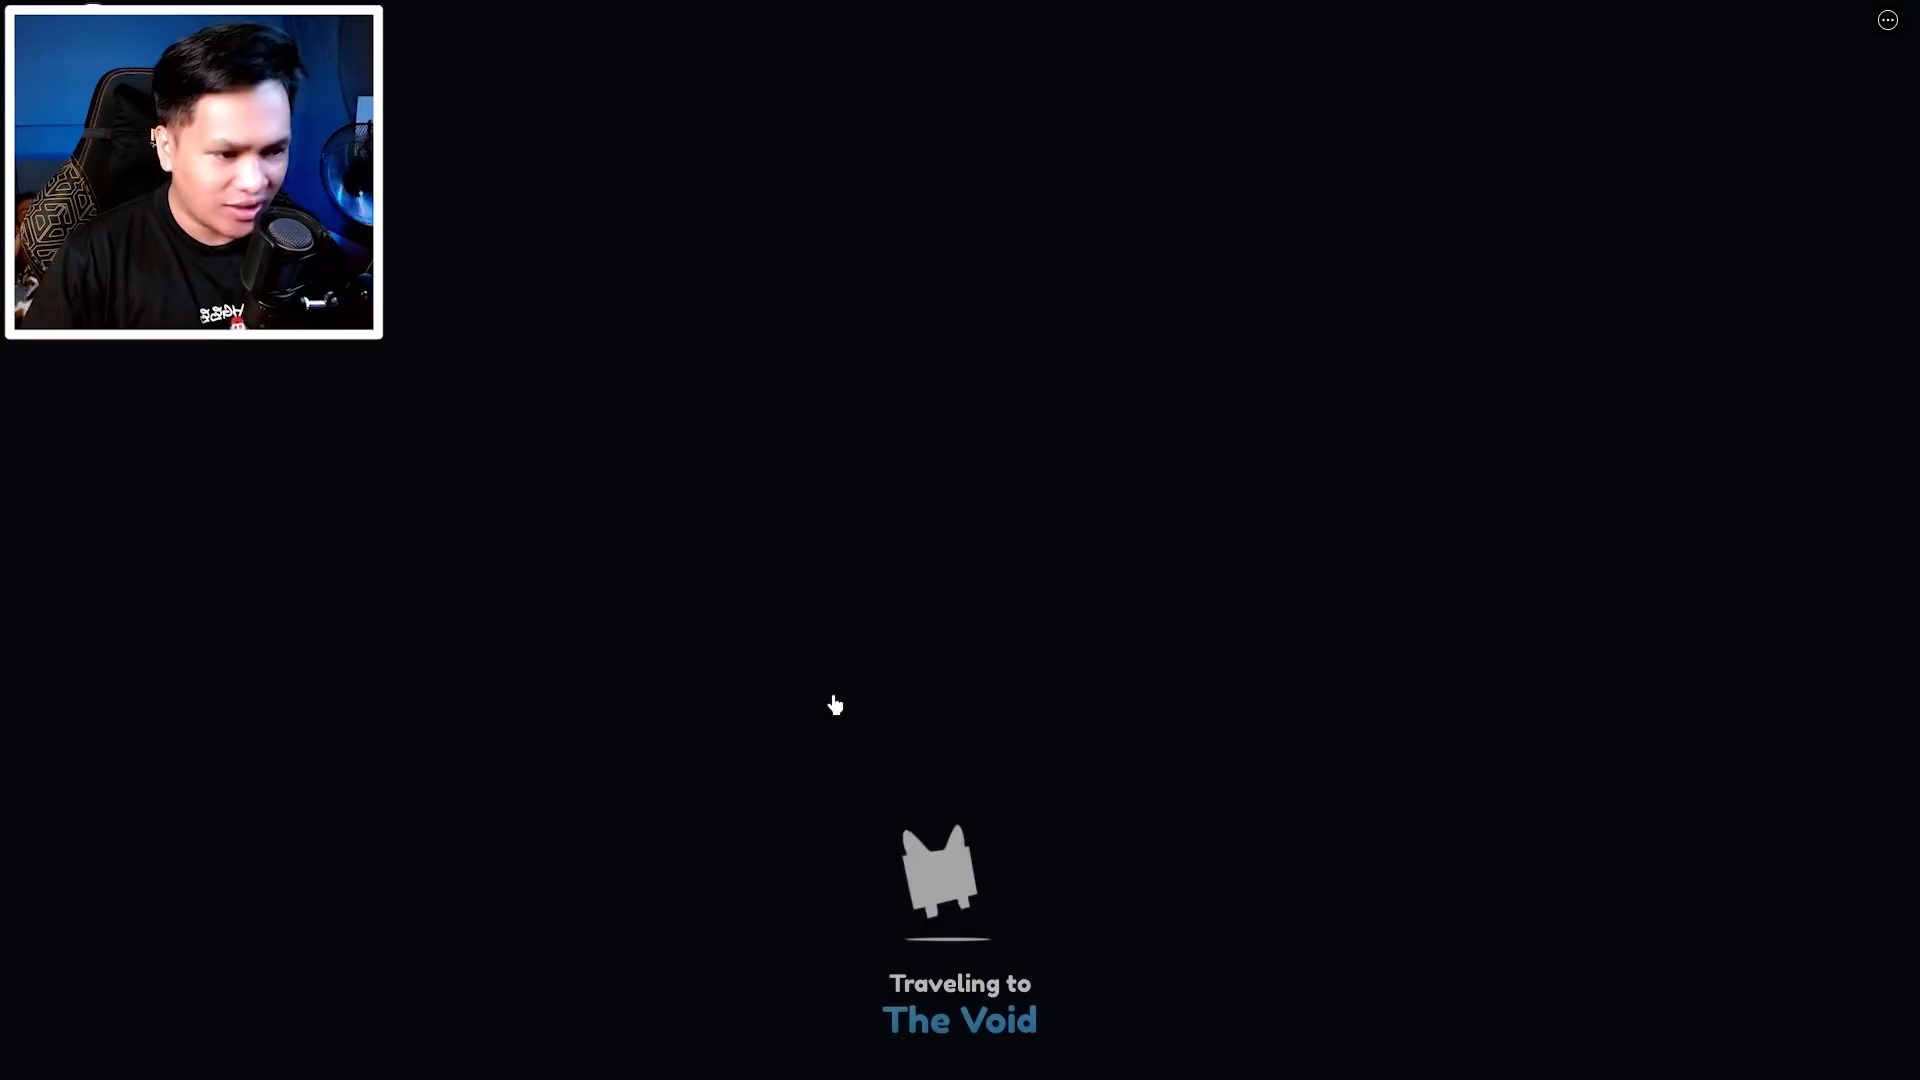 Traveling to
The Void